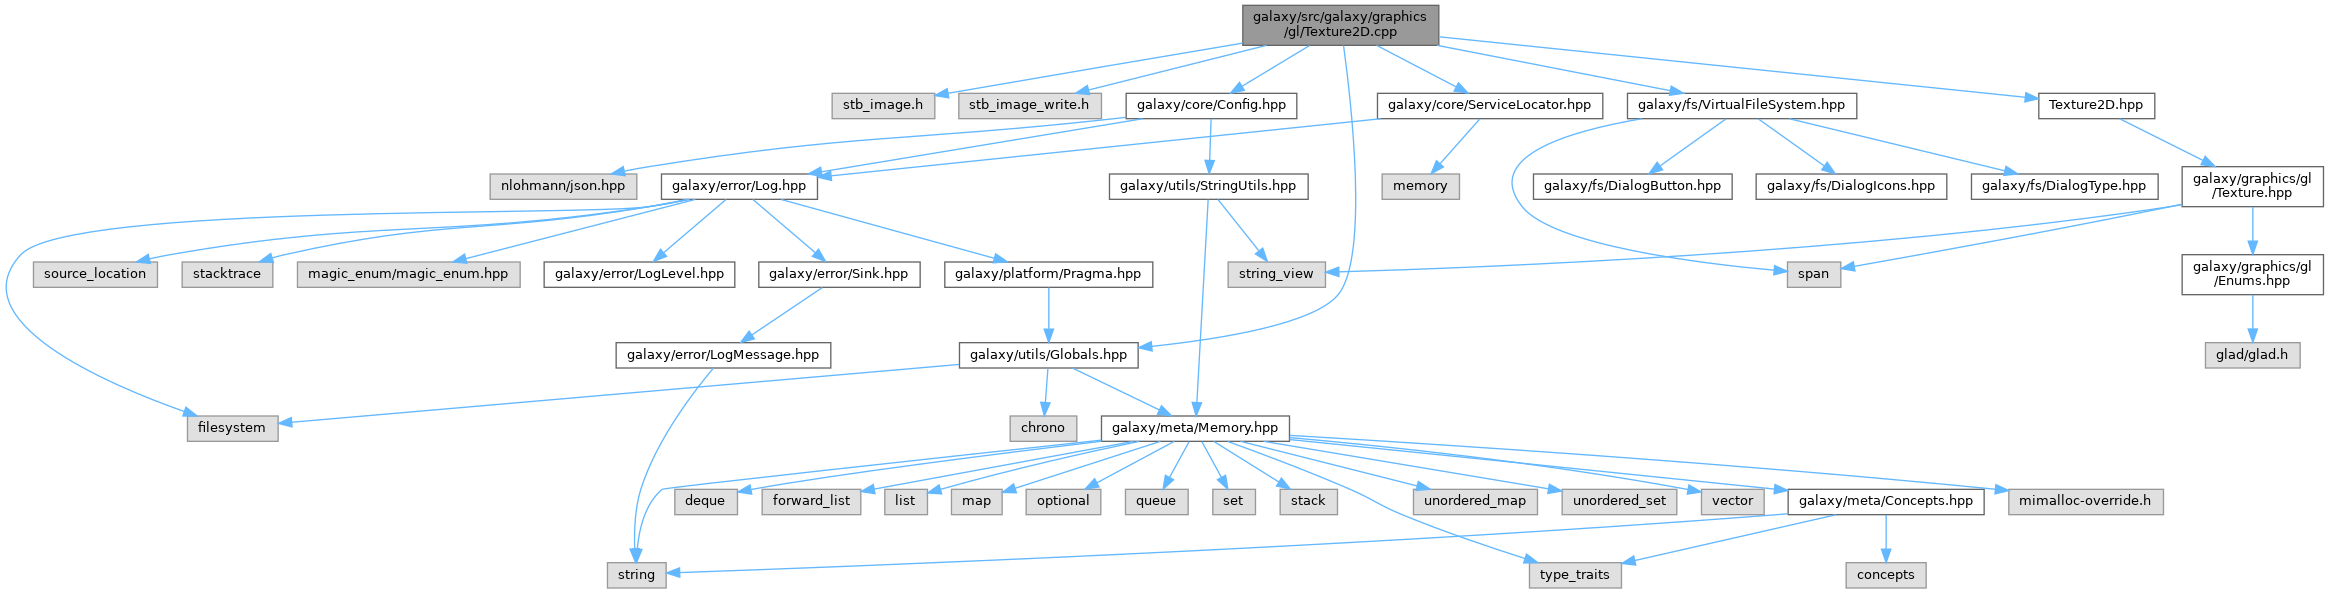 galaxy/src/galaxy/graphics
/gl/Texture2D.cpp
stb_image.h
stb_image_write.h
galaxy/core/Config.hpp
galaxy/core/ServiceLocator.hpp
galaxy/fs/VirtualFileSystem.hpp
Texture2D.hpp
nlohmann/json.hpp
galaxy/error/Log.hpp
galaxy/utils/StringUtils.hpp
memory
galaxy/fs/DialogButton.hpp
galaxy/fs/DialogIcons.hpp
galaxy/fs/DialogType.hpp
galaxy/graphics/gl
/Texture.hpp
source_location
stacktrace
magic_enum/magic_enum.hpp
galaxy/error/LogLevel.hpp
galaxy/error/Sink.hpp
galaxy/platform/Pragma.hpp
string_view
span
galaxy/graphics/gl
/Enums.hpp
galaxy/error/LogMessage.hpp
galaxy/utils/Globals.hpp
glad/glad.h
filesystem
chrono
galaxy/meta/Memory.hpp
deque
forward_list
list
map
optional
queue
set
stack
unordered_map
unordered_set
vector
galaxy/meta/Concepts.hpp
mimalloc-override.h
string
type_traits
concepts